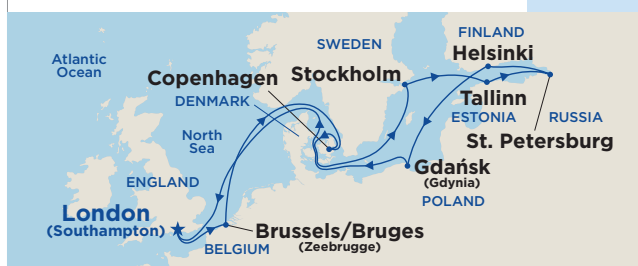 FINLAND
Helsinki
SWEDEN
Atlantic
Ocean
Copenhagen
Stockholm
Tallinn
DENMARK
ESTONIA
RUSSIA
North
Sea
St. Petersburg
Gdańsk
(Gdynia)
ENGLAND
POLAND
London
(Southampton)
Brussels/Bruges
(Zeebrugge)
BELGIUM